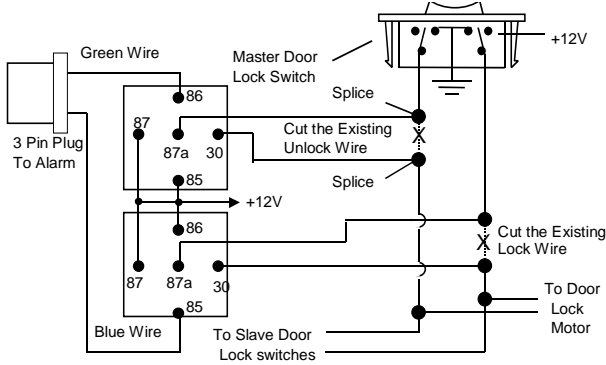 Green Wire
Master Door
Lock Switch
+12V
Splice
86
87
87a
30
Cut the Existing
Unlock Wire
X
3 Pin Plug
To Alarm
85
Splice
+12V
86
Cut the Existing
Lock Wire
X
87
87a
30
85
To Door
Lock
Motor
Blue Wire
To Slave Door
Lock switches